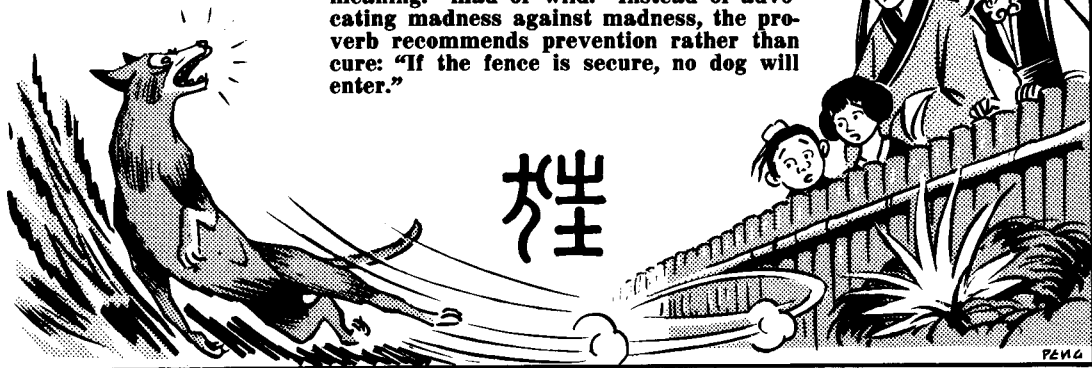 meaning: “mad or wild.” Instead of advo-
cating madness against madness, the pro-
verb recommends prevention rather than
cure: “If the fence is secure, no dog will
enter.”
狂
PENG